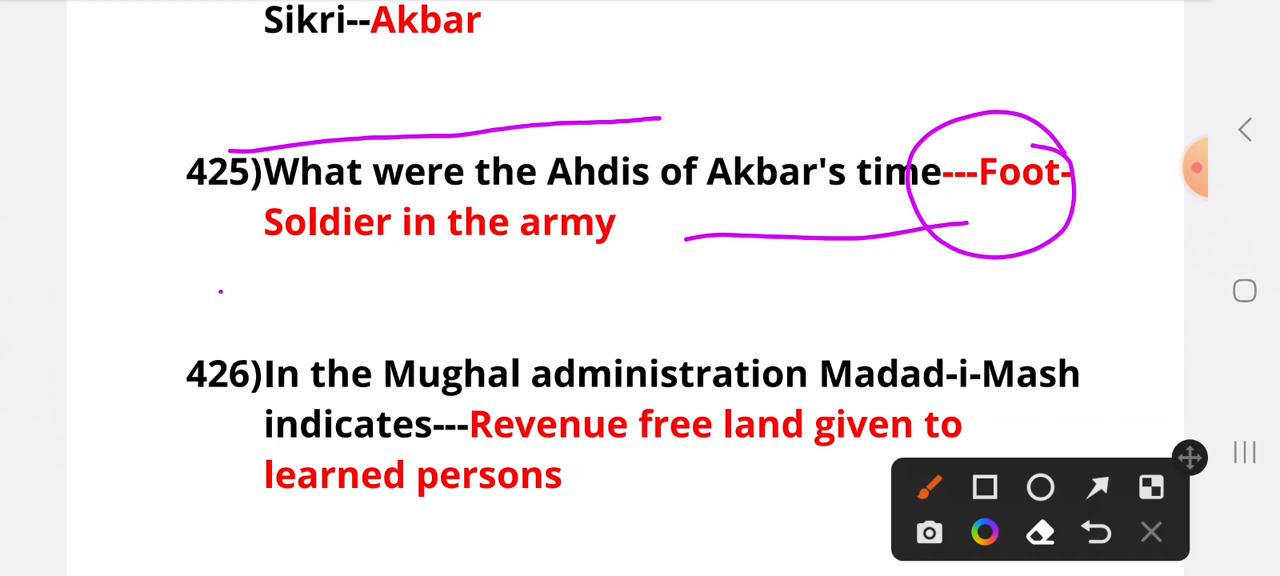 Sikri--Akbar
425)What were the Ahdis of Akbar's time---Foot-
Soldier in the army
426)In the Mughal administration Madad-i-Mash
indicates---Revenue free land given to
learned persons